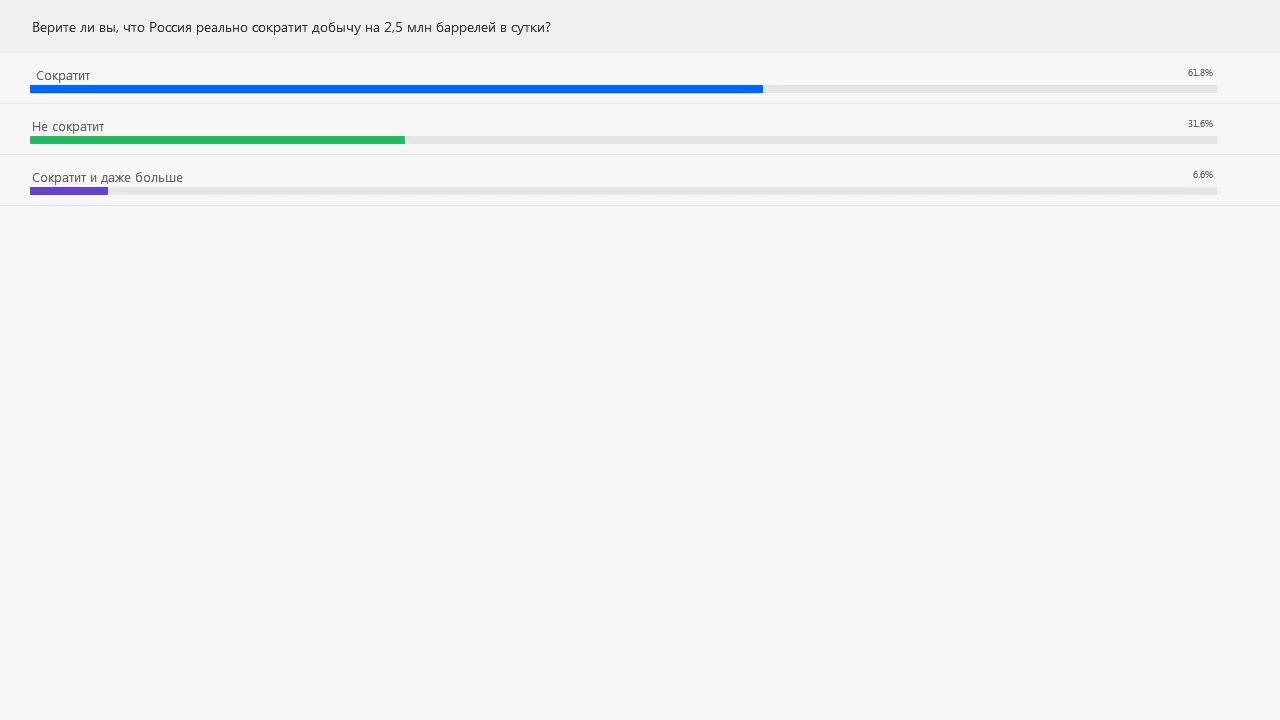 Верите ли вы, что Россия реально сократит добычу на 2,5 млн баррелей в сутки?
Сократит
61.8%
Не сократит
31.6%
Сократит и даже больше
6.6%